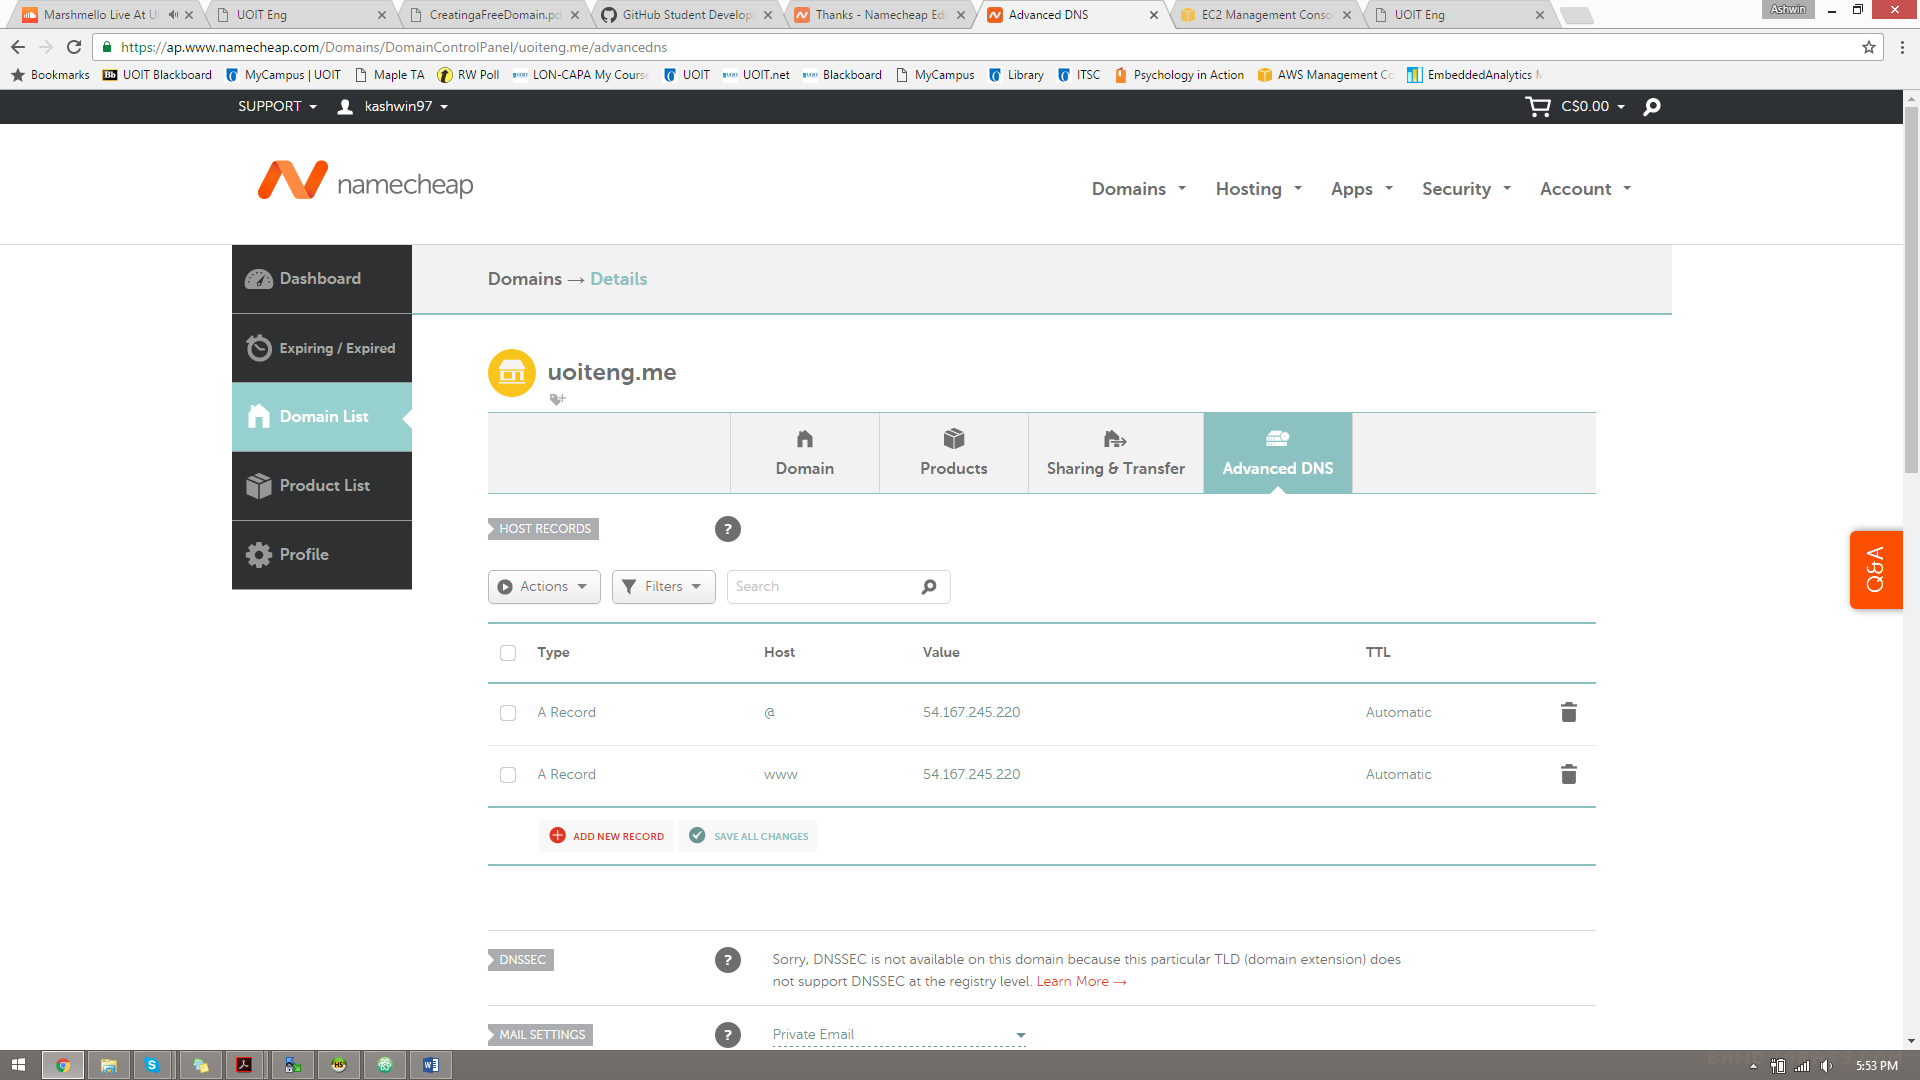 Marshmello Live At Ul
UOIT Eng
CreatingaFreeDomain.pd
GitHub Student Develop
Thanks - Namecheap Edu
Advanced DNS
EC2 Management Conso
UOIT Eng
Ashwin
https://ap.www.namecheap.com/Domains/DomainControlPanel/uoiteng.me/advancedns
Bookmarks
Bb UOIT Blackboard
MyCampus | UOIT
Maple TA
RW Poll
LON-CAPA My Course
UOIT
UOIT.net
Blackboard
MyCampus
Library
ITSC
Psychology in Action
AWS Management Co
EmbeddedAnalytics M
SUPPORT
kashwin97
C$0.00
namecheap
Domains
Hosting
Apps
Security
Account
Dashboard
Expiring / Expired
Domain List
Product List
Profile
Domains → Details
uoiteng.me
Domain
Products
Sharing & Transfer
Advanced DNS
HOST RECORDS
?
Actions
Filters
Search
Type Host Value TTL
A Record @ 54.167.245.220 Automatic
A Record www 54.167.245.220 Automatic
ADD NEW RECORD
SAVE ALL CHANGES
DNSSEC
?
Sorry, DNSSEC is not available on this domain because this particular TLD (domain extension) does
not support DNSSEC at the registry level. Learn More →
MAIL SETTINGS
?
Private Email
Q&A
5:53 PM